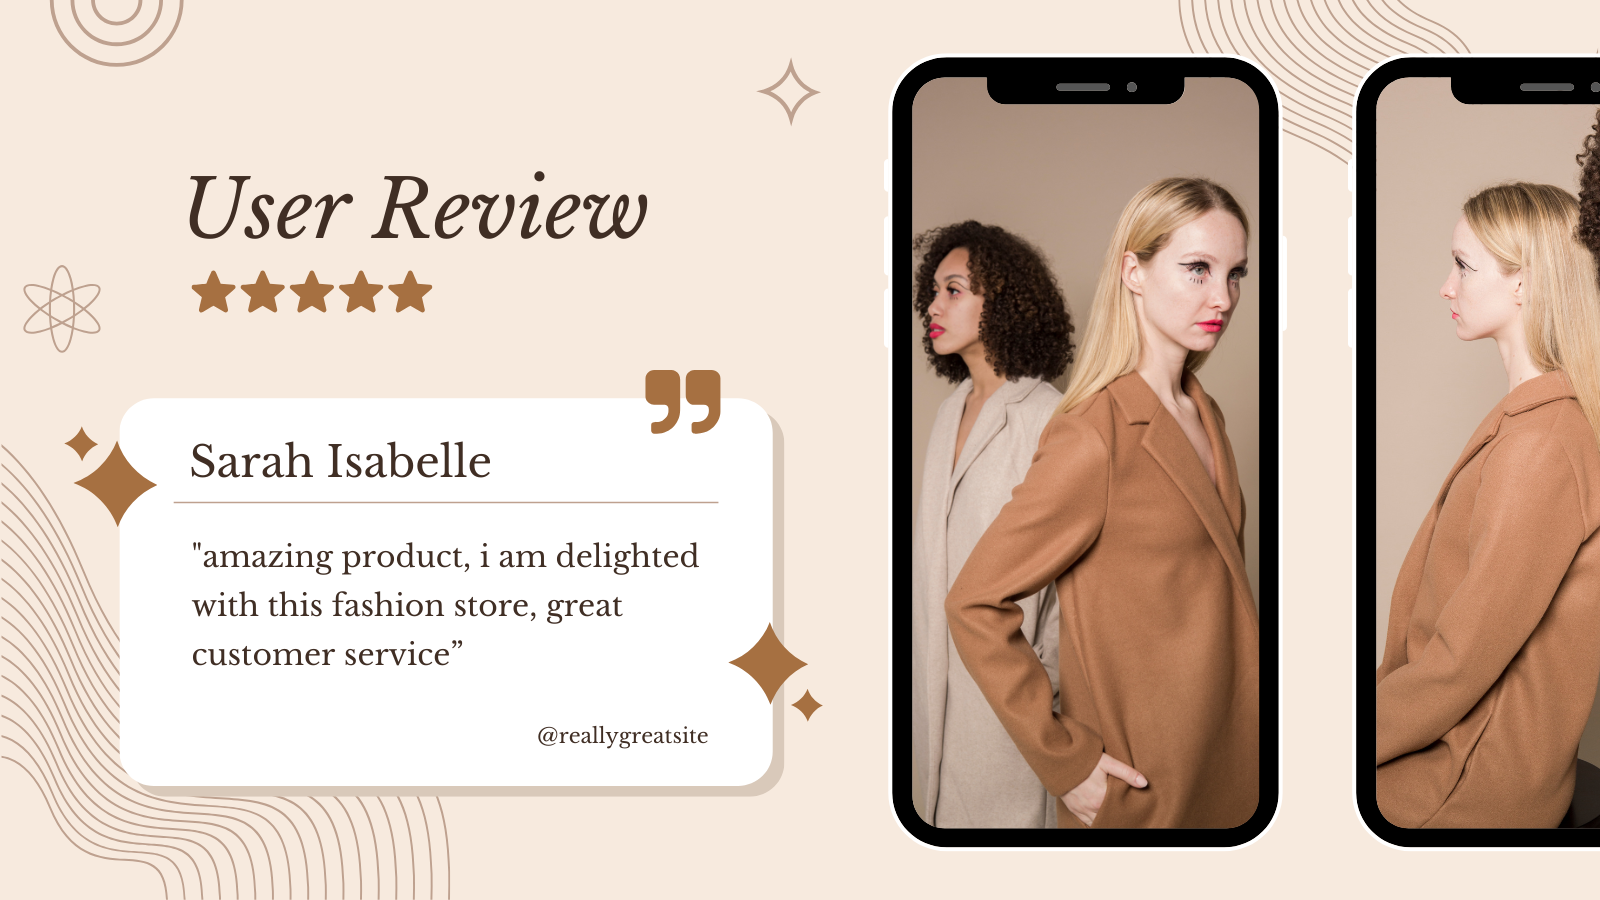 User Review
Sarah Isabelle
"amazing product, i am delighted
with this fashion store, great
customer service”
@reallygreatsite